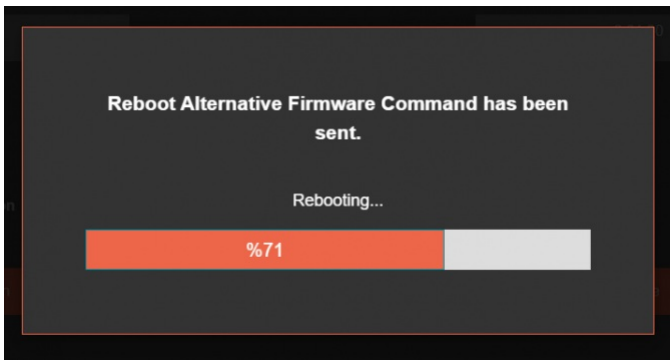 Reboot Alternative Firmware Command has been
sent.
Rebooting...
%71